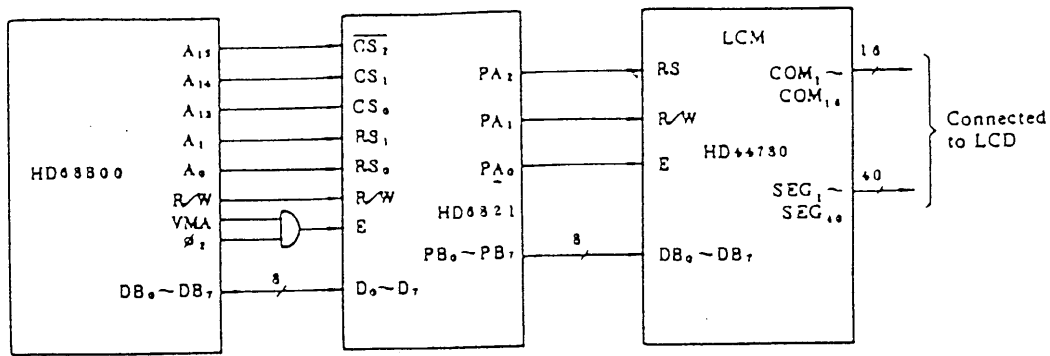 HD68B00
A₁₅
A₁₄
A₁₃
A₁
A₀
R/W
VMA
ø₂
DB₀~DB₇
8
CS₂
CS₁
CS₀
RS₁
RS₀
R/W
E
D₀~D₇
PA₂
PA₁
PA₀
HD6821
PB₀~PB₇
8
LCM
RS
R/W
E
HD44780
DB₀~DB₇
COM₁~
COM₁₆
SEG₁~
SEG₄₀
16
40
Connected
to LCD